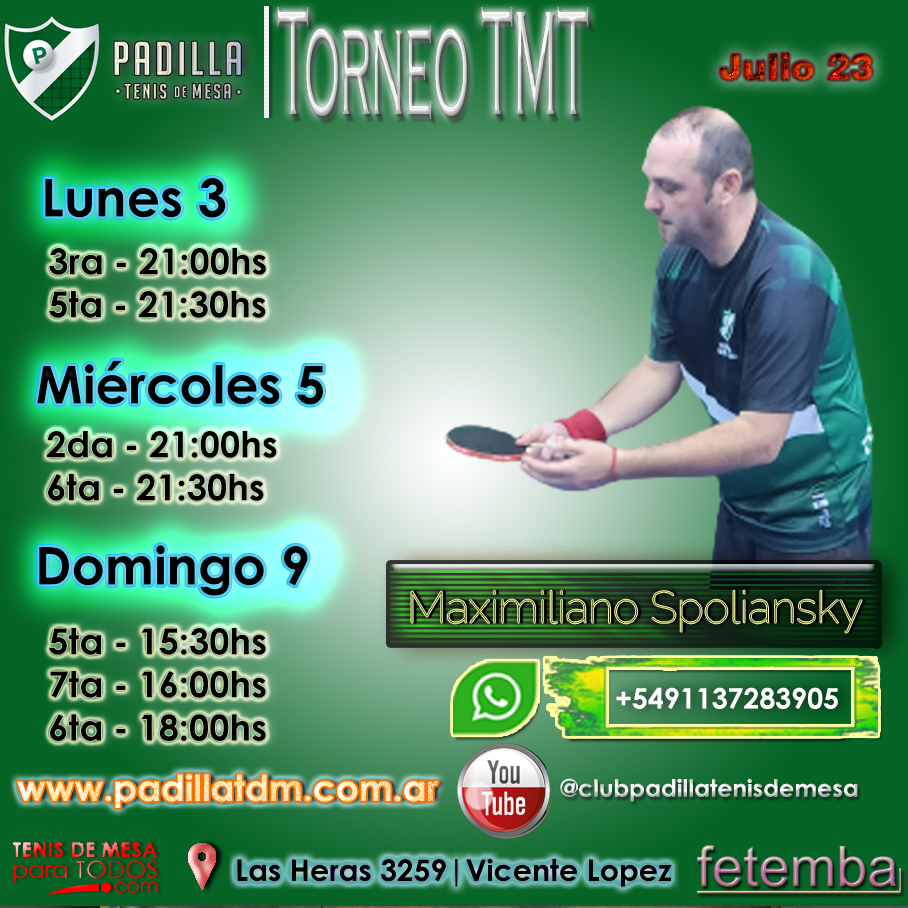 P
PADILLA
• TENIS DE MESA •
TORNEO TMT
Julio 23
Lunes 3
3ra - 21:00hs
5ta - 21:30hs
Miércoles 5
2da - 21:00hs
6ta - 21:30hs
Domingo 9
5ta - 15:30hs
7ta - 16:00hs
6ta - 18:00hs
Maximiliano Spoliansky
+5491137283905
www.padillatdm.com.ar
You
Tube
@clubpadillatenisdemesa
TENIS DE MESA
para TODOS
.com
Las Heras 3259|Vicente Lopez
fetemba